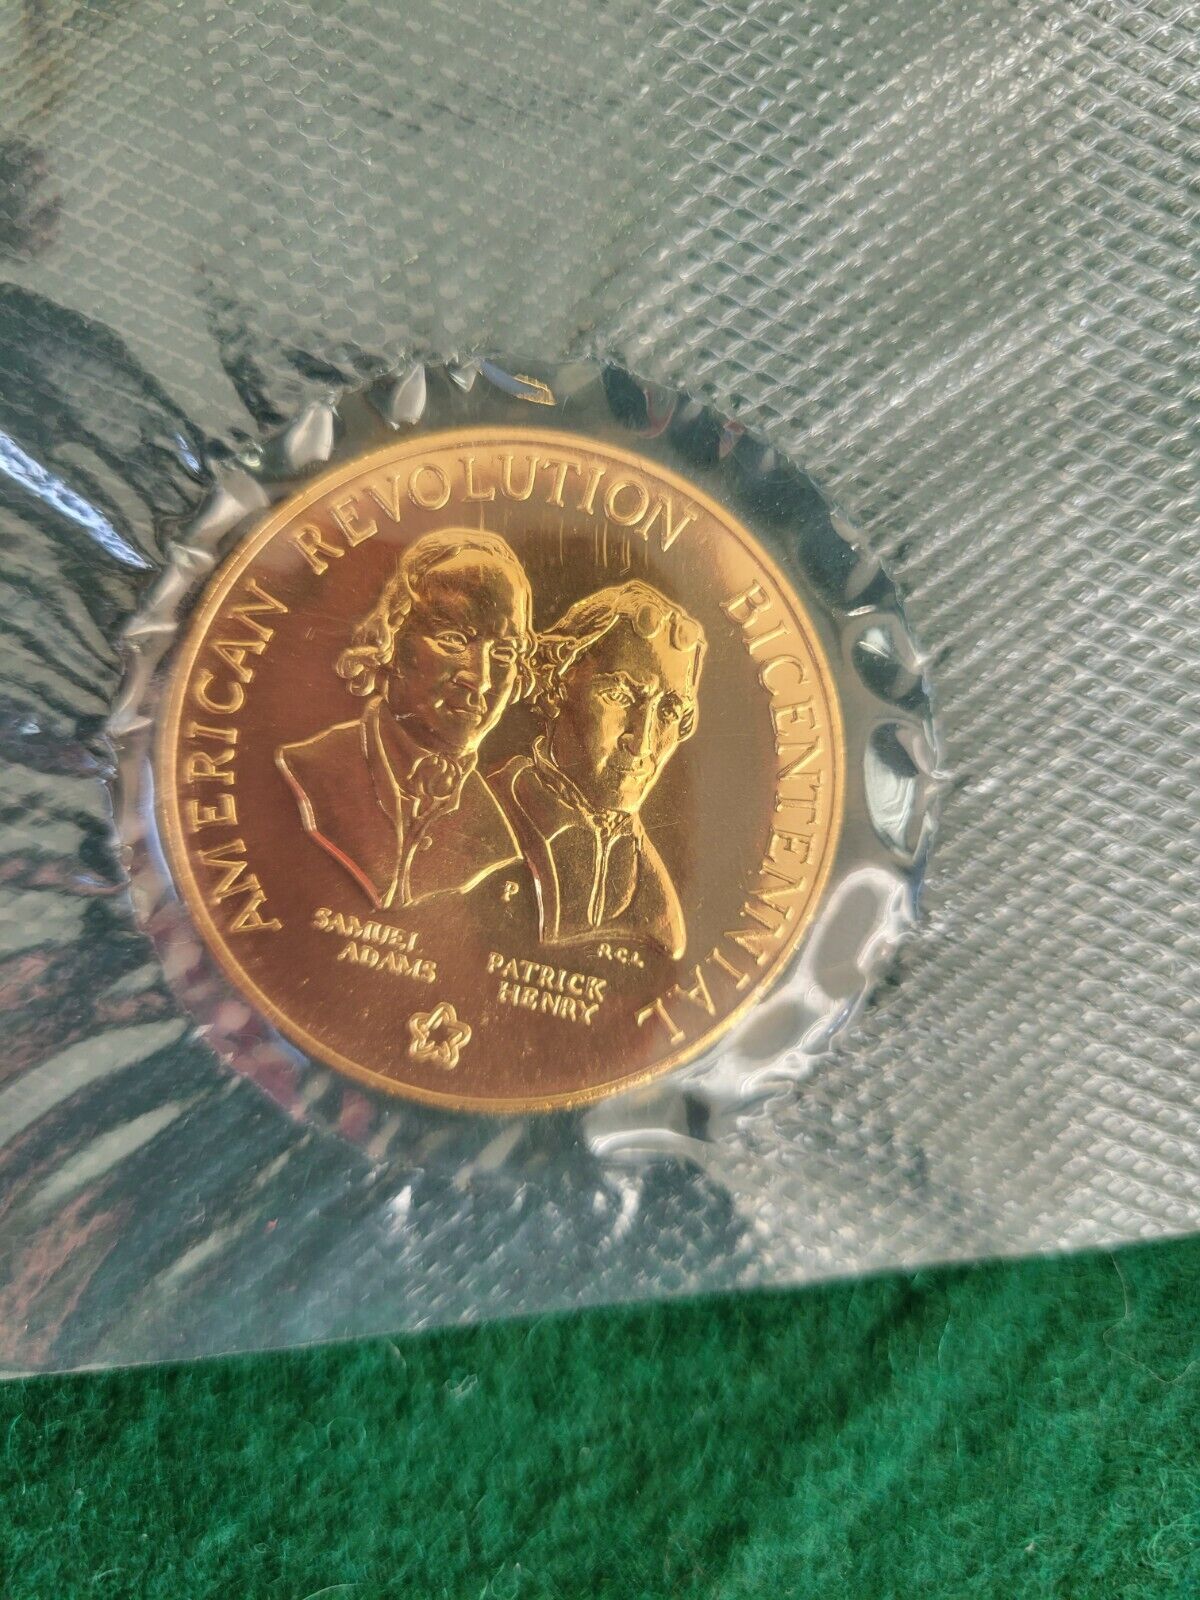 AMERICAN REVOLUTION BICENTENNIAL
P
SAMUEL
ADAMS
R.C.L.
PATRICK
HENRY